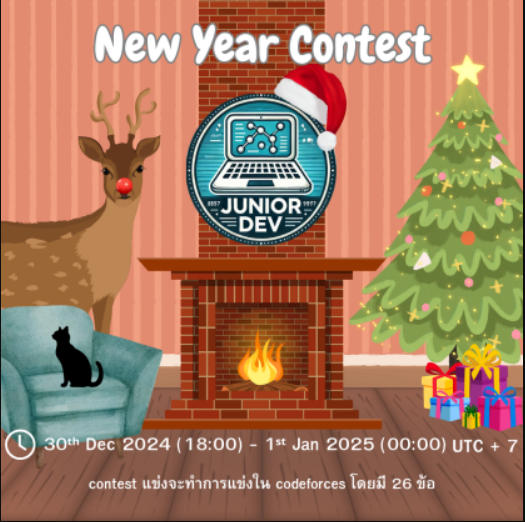 New Year Contest
JUNIOR
DEV
30th Dec 2024 (18:00) - 1st Jan 2025 (00:00) UTC + 7
contest แข่งจะทำการแข่งใน codeforces โดยมี 26 ข้อ